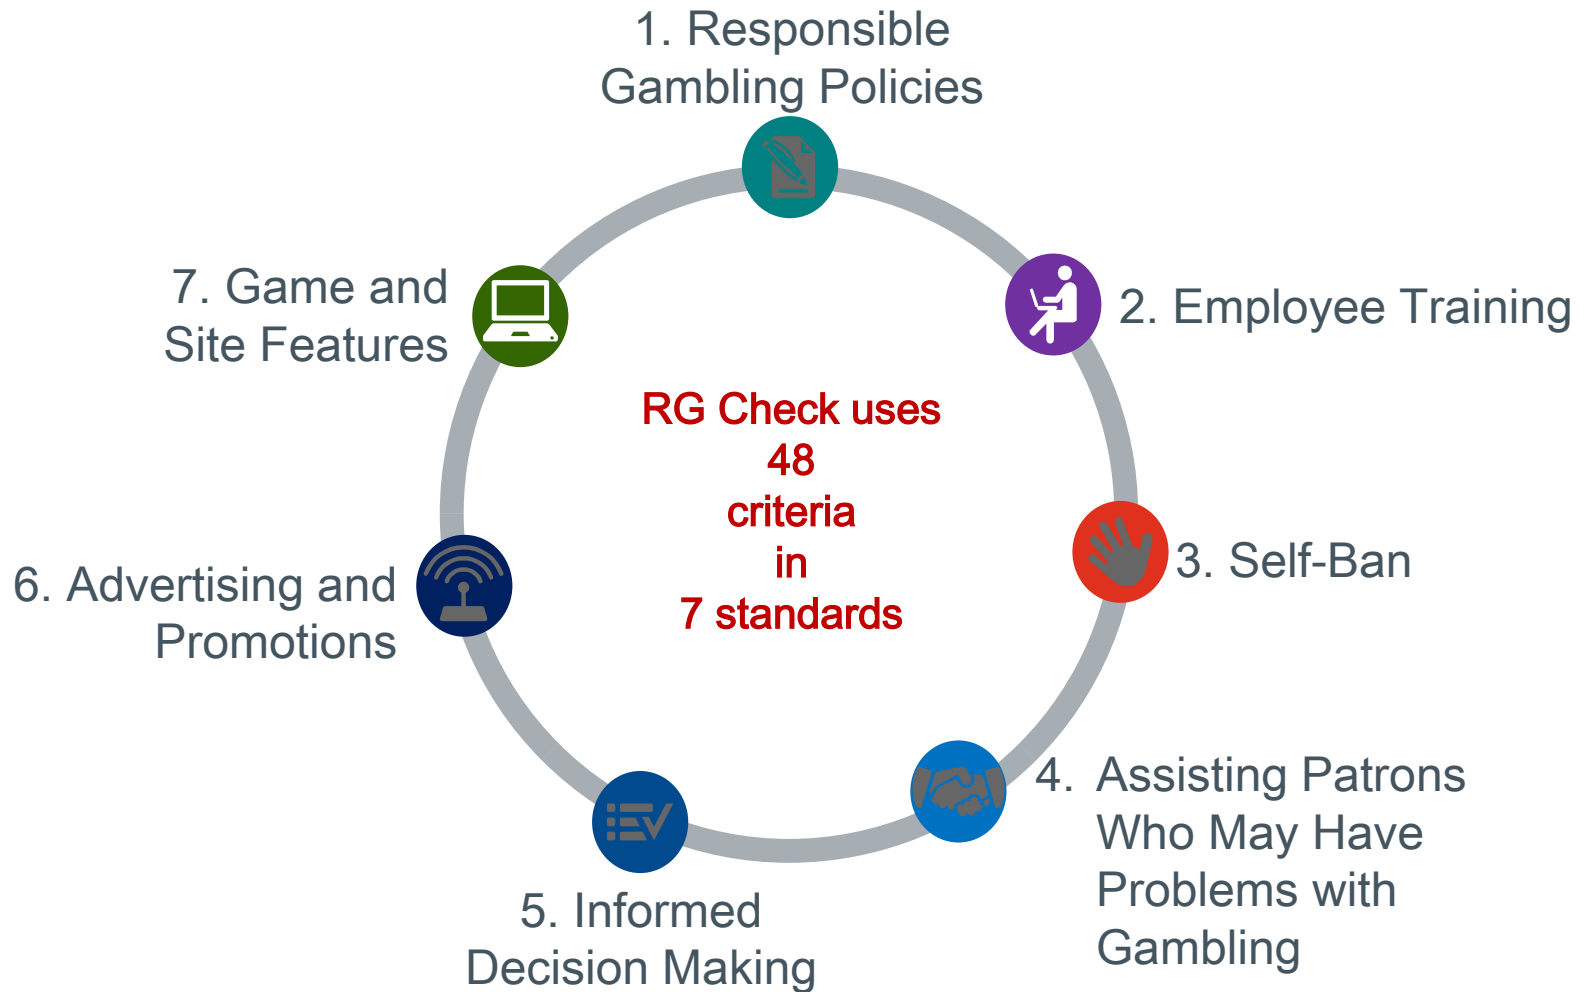 1. Responsible
Gambling Policies
2. Employee Training
3. Self-Ban
4. Assisting Patrons
Who May Have
Problems with
Gambling
5. Informed
Decision Making
6. Advertising and
Promotions
7. Game and
Site Features
RG Check uses
48
criteria
in
7 standards